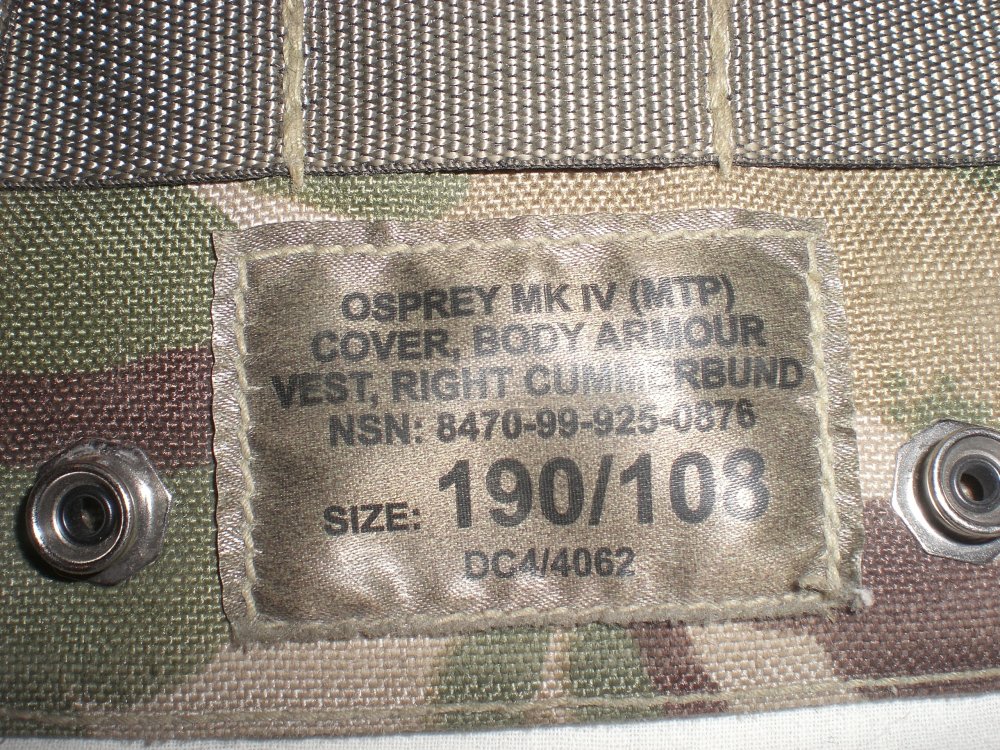 OSPREY MK IV (MTP)
COVER, BODY ARMOUR
VEST, RIGHT CUMMERBUND
NSN: 8470-99-925-0876
SIZE: 190/108
DC4/4062